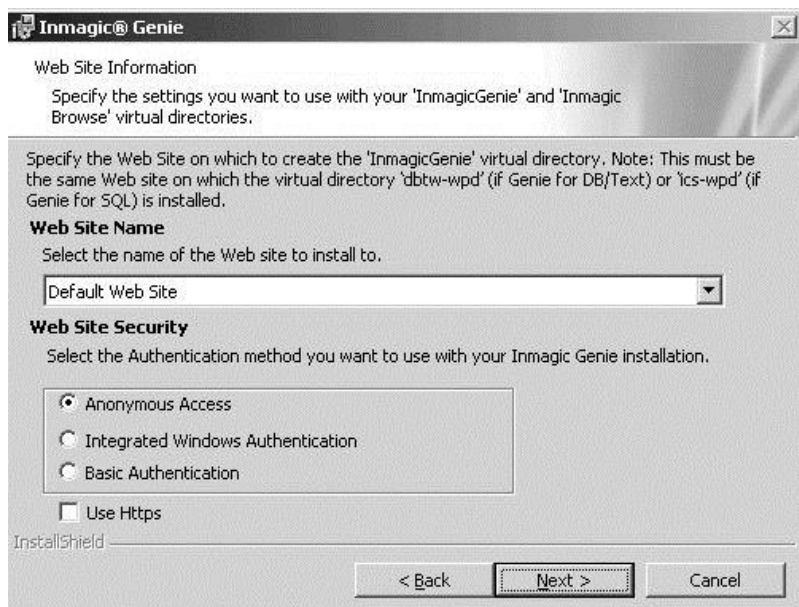 Inmagic® Genie
Web Site Information
Specify the settings you want to use with your 'InmagicGenie' and 'Inmagic
Browse' virtual directories.
Specify the Web Site on which to create the 'InmagicGenie' virtual directory. Note: This must be
the same Web site on which the virtual directory 'dbtw-wpd' (if Genie for DB/Text) or 'ics-wpd' (if
Genie for SQL) is installed.
Web Site Name
Select the name of the Web site to install to.
Default Web Site
Web Site Security
Select the Authentication method you want to use with your Inmagic Genie installation.
Anonymous Access
Integrated Windows Authentication
Basic Authentication
Use Https
InstallShield
< Back Next > Cancel